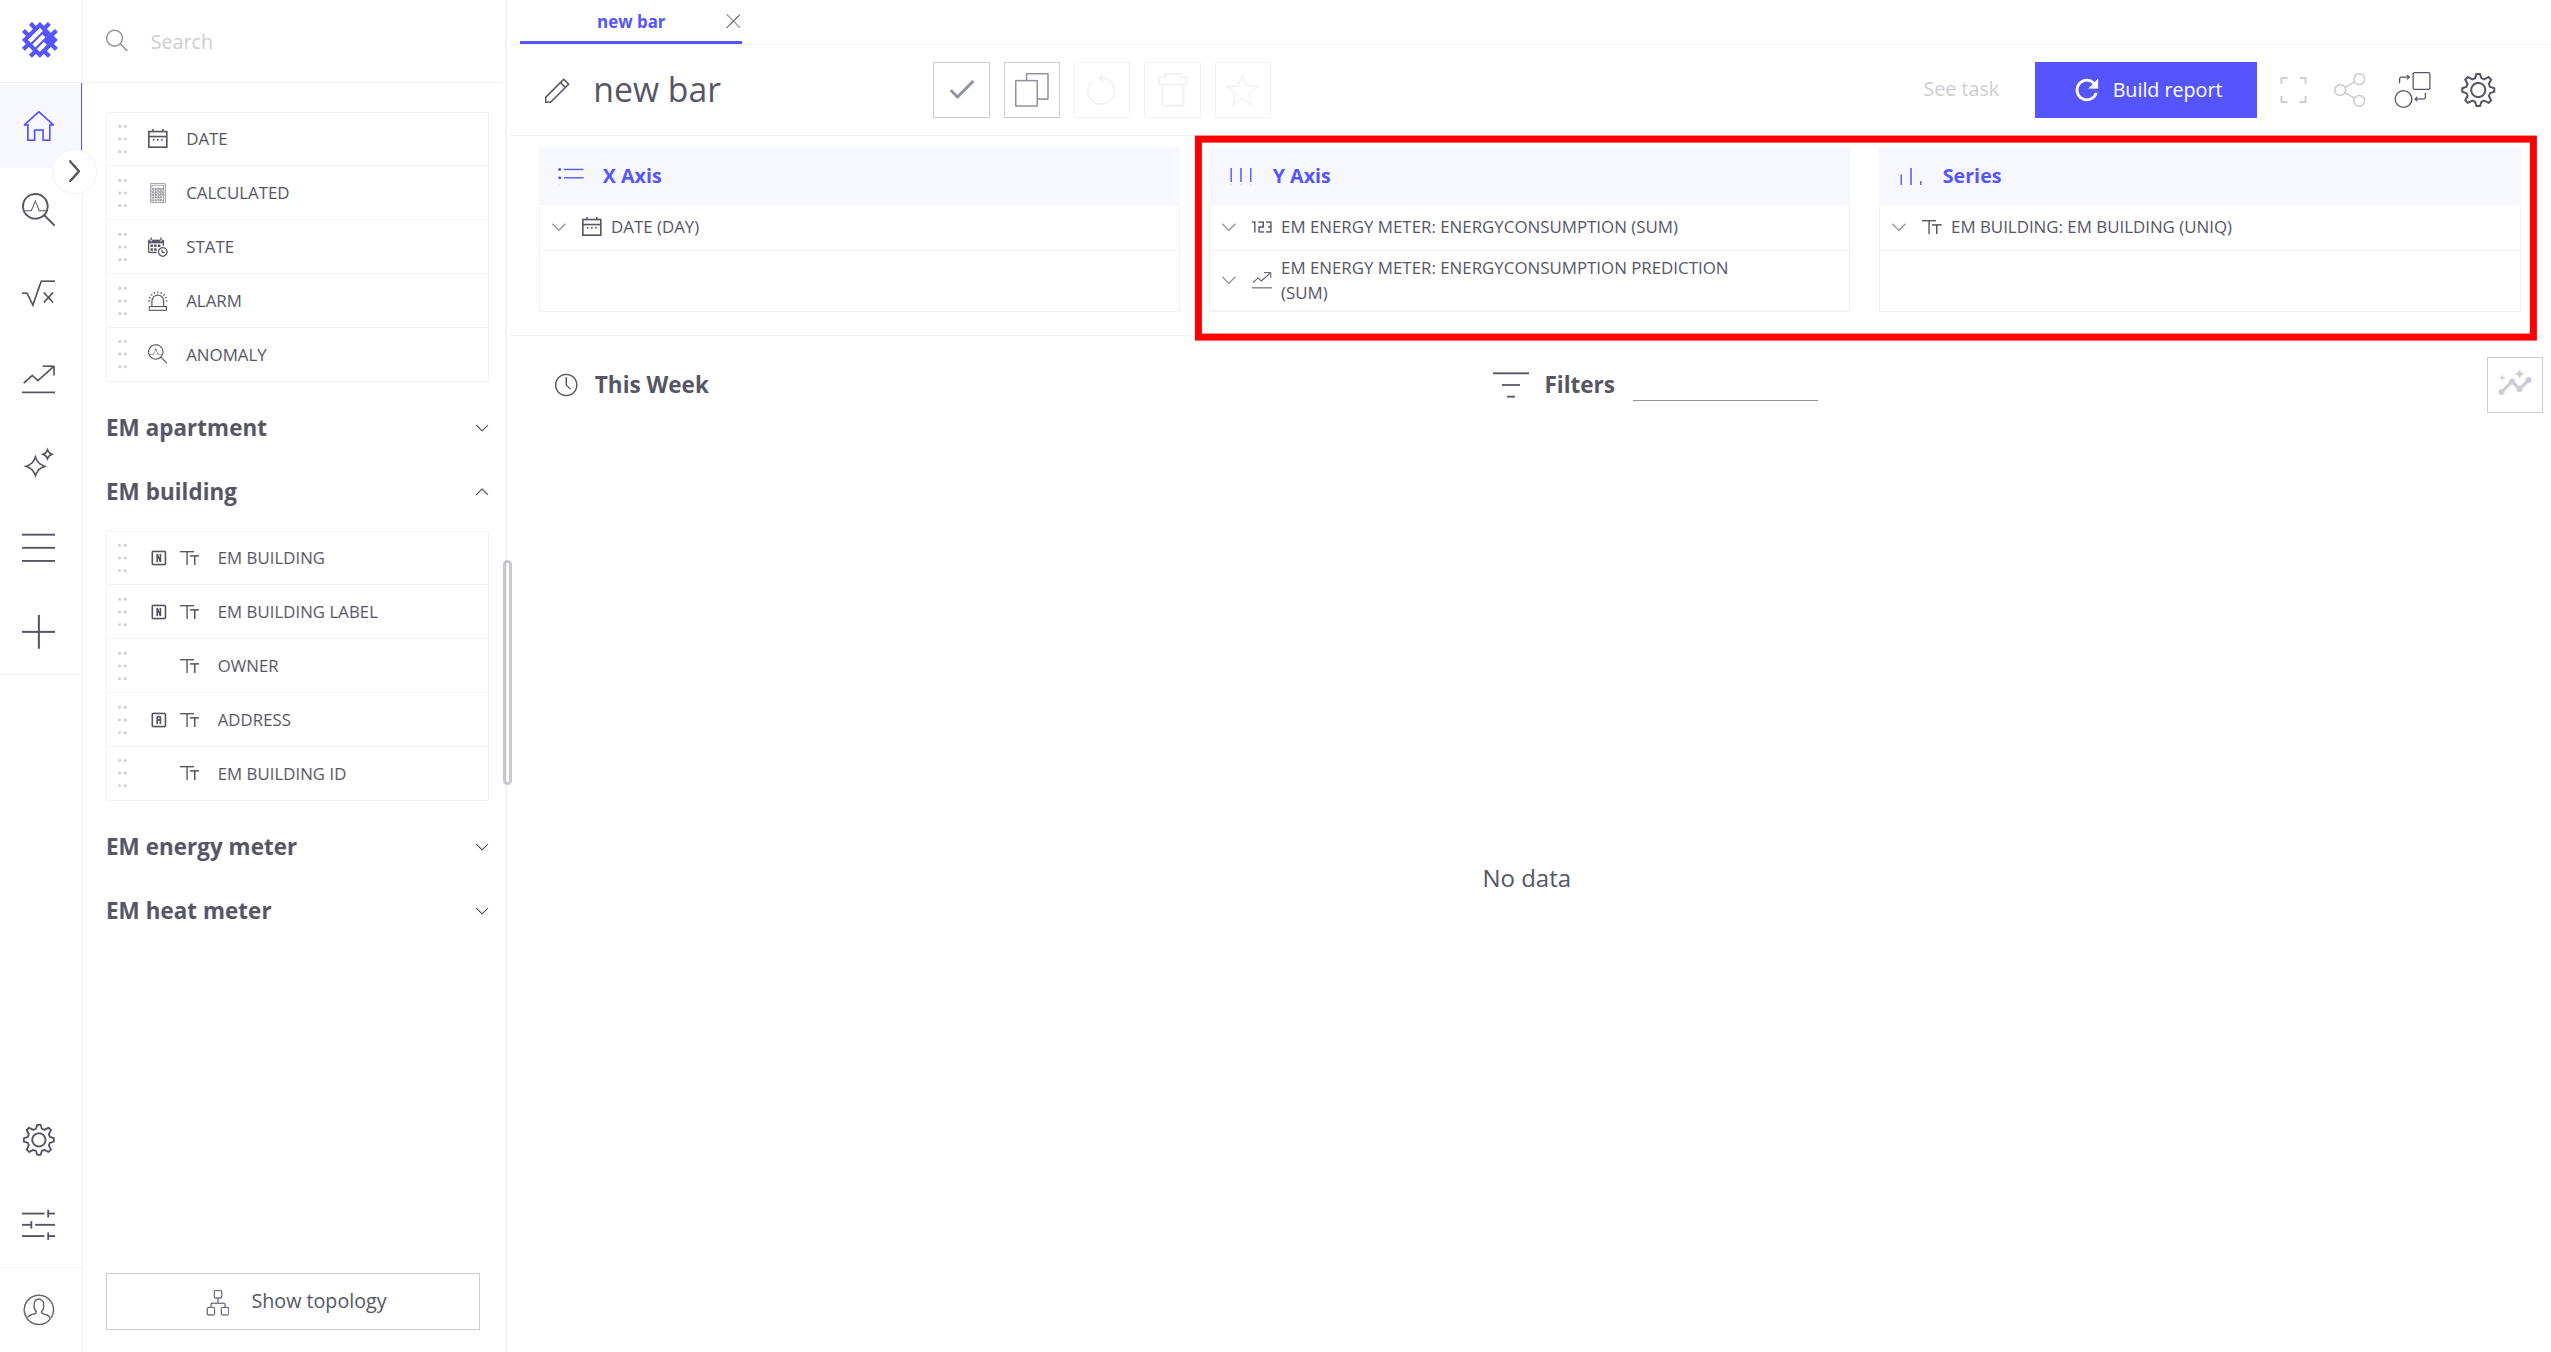 Search
DATE
CALCULATED
STATE
ALARM
ANOMALY
EM apartment
EM building
EM BUILDING
EM BUILDING LABEL
OWNER
ADDRESS
EM BUILDING ID
EM energy meter
EM heat meter
Show topology
new bar
new bar
See task
Build report
X Axis
DATE (DAY)
Y Axis
123 EM ENERGY METER: ENERGYCONSUMPTION (SUM)
EM ENERGY METER: ENERGYCONSUMPTION PREDICTION
(SUM)
Series
EM BUILDING: EM BUILDING (UNIQ)
This Week
Filters
No data